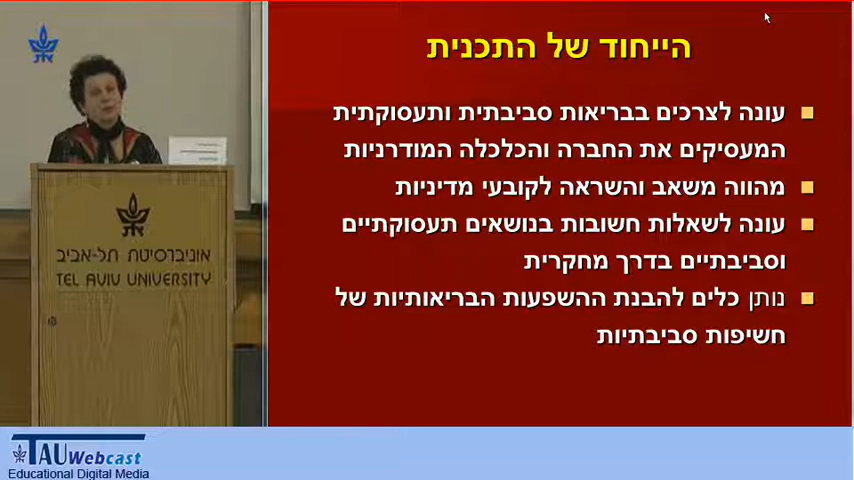 הייחוד של התכנית
עונה לצרכים בבריאות סביבתית ותעסוקתית
המעסיקים את החברה והכלכלה המודרניות
מהווה משאב והשראה לקובעי מדיניות
עונה לשאלות חשובות בנושאים תעסוקתיים
וסביבתיים בדרך מחקרית
נותן כלים להבנת ההשפעות הבריאותיות של
חשיפות סביבתיות
אוניברסיטת תל-אביב
TEL AVIV UNIVERSITY
TAU Webcast
Educational Digital Media